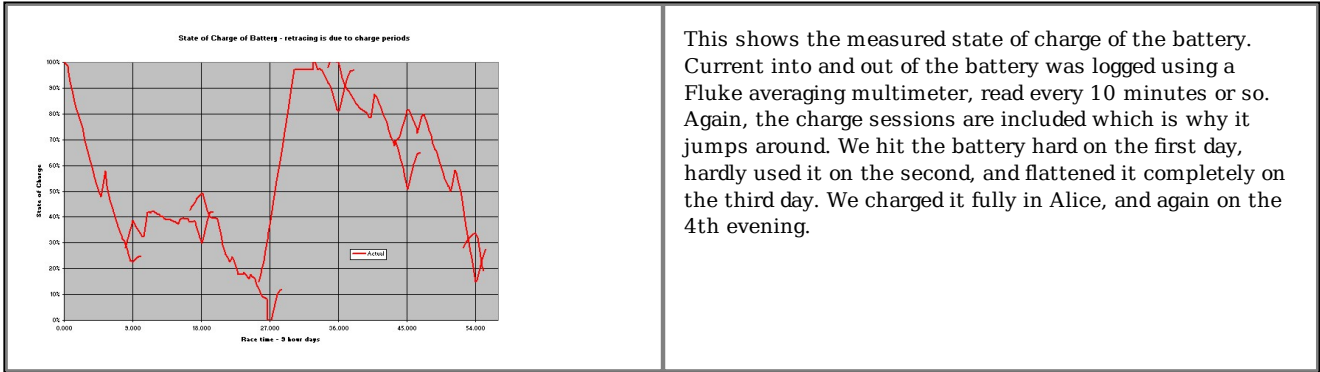 State of Charge of Battery - retracing is due to charge periods
100%
90%
80%
70%
60%
50%
40%
30%
20%
10%
0%
State of Charge
Actual
0.000 9.000 18.000 27.000 36.000 45.000 54.000
Race time - 9 hour days
This shows the measured state of charge of the battery.
Current into and out of the battery was logged using a
Fluke averaging multimeter, read every 10 minutes or so.
Again, the charge sessions are included which is why it
jumps around. We hit the battery hard on the first day,
hardly used it on the second, and flattened it completely on
the third day. We charged it fully in Alice, and again on the
4th evening.